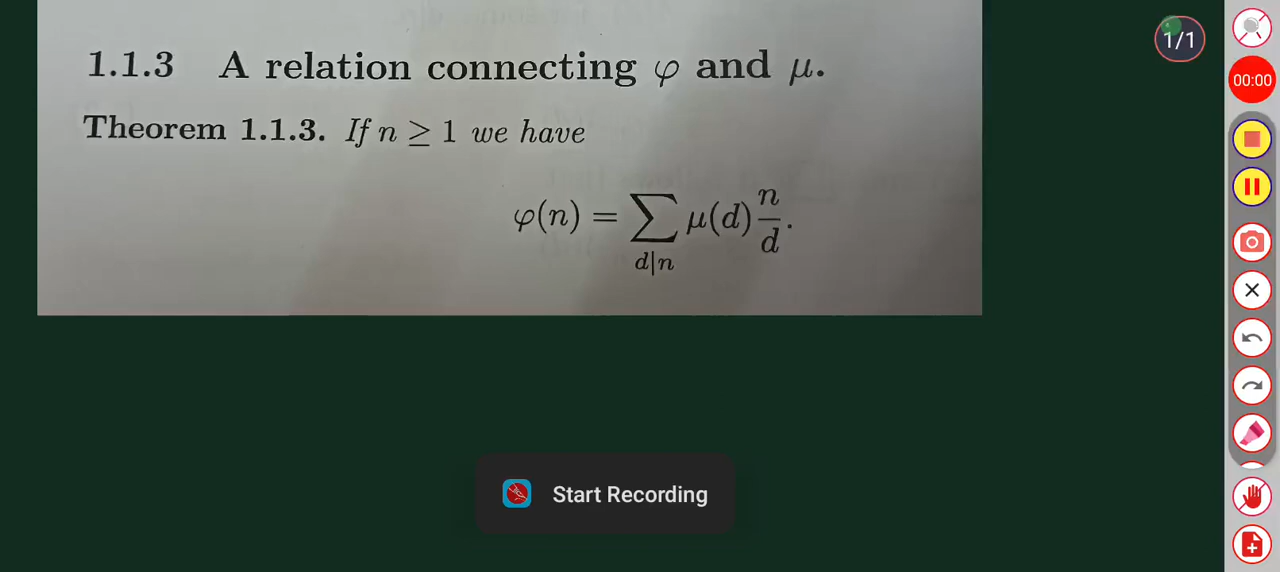 1.1.3 A relation connecting φ and μ.
1/1
00:00
Theorem 1.1.3. If n ≥ 1 we have
φ(n) = ∑_{d|n} μ(d) n/d.
Start Recording